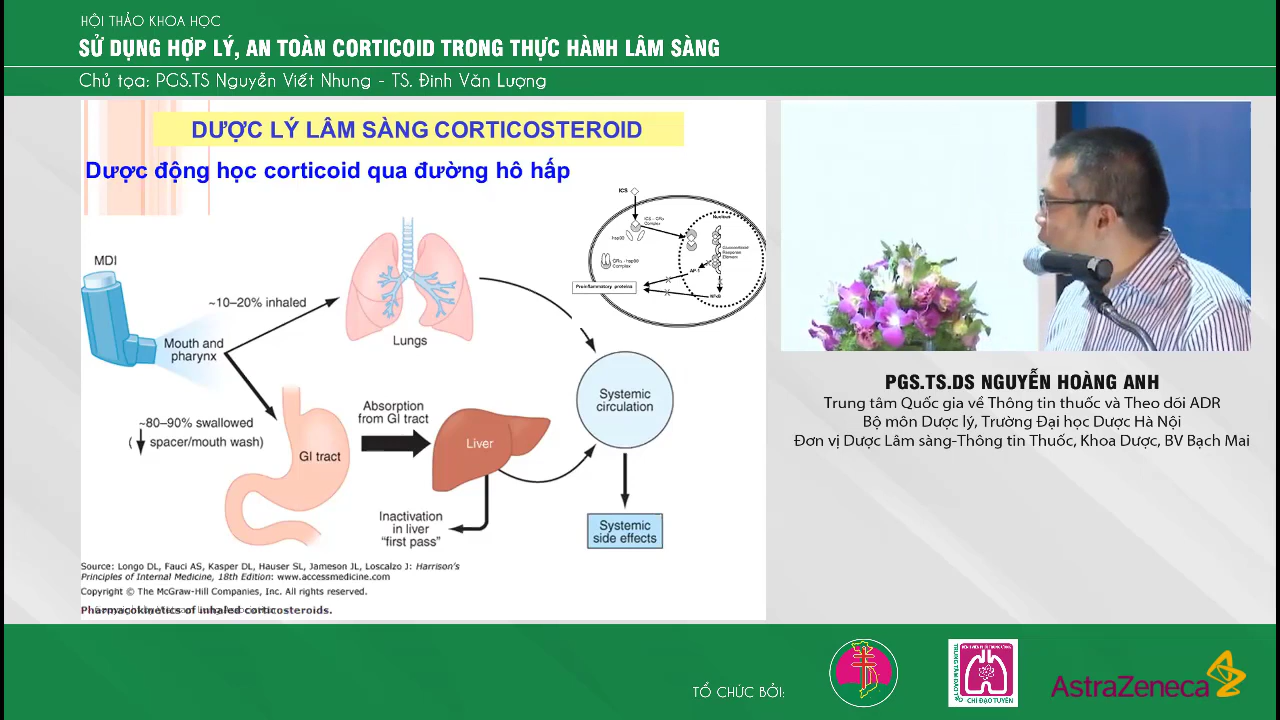 HỘI THẢO KHOA HỌC
SỬ DỤNG HỢP LÝ, AN TOÀN CORTICOID TRONG THỰC HÀNH LÂM SÀNG
Chủ tọa: PGS.TS Nguyễn Viết Nhung - TS. Đinh Văn Lượng
DƯỢC LÝ LÂM SÀNG CORTICOSTEROID
Dược động học corticoid qua đường hô hấp
ICS
ICS - GRα
Complex
Nucleus
hsp90
Glucocorticoid
Response
Element
GRα - hsp90
Complex
AP-1
Proinflammatory proteins
NFκB
MDI
~10–20% inhaled
Mouth and
pharynx
Lungs
~80–90% swallowed
( spacer/mouth wash)
GI tract
Absorption
from GI tract
Liver
Systemic
circulation
Inactivation
in liver
“first pass”
Systemic
side effects
Source: Longo DL, Fauci AS, Kasper DL, Hauser SL, Jameson JL, Loscalzo J: Harrison's
Principles of Internal Medicine, 18th Edition: www.accessmedicine.com
Copyright © The McGraw-Hill Companies, Inc. All rights reserved.
Pharmacokinetics of inhaled corticosteroids.
PGS.TS.DS NGUYỄN HOÀNG ANH
Trung tâm Quốc gia về Thông tin thuốc và Theo dõi ADR
Bộ môn Dược lý, Trường Đại học Dược Hà Nội
Đơn vị Dược Lâm sàng-Thông tin Thuốc, Khoa Dược, BV Bạch Mai
TỔ CHỨC BỞI:
CHỈ ĐẠO TUYẾN
AstraZeneca